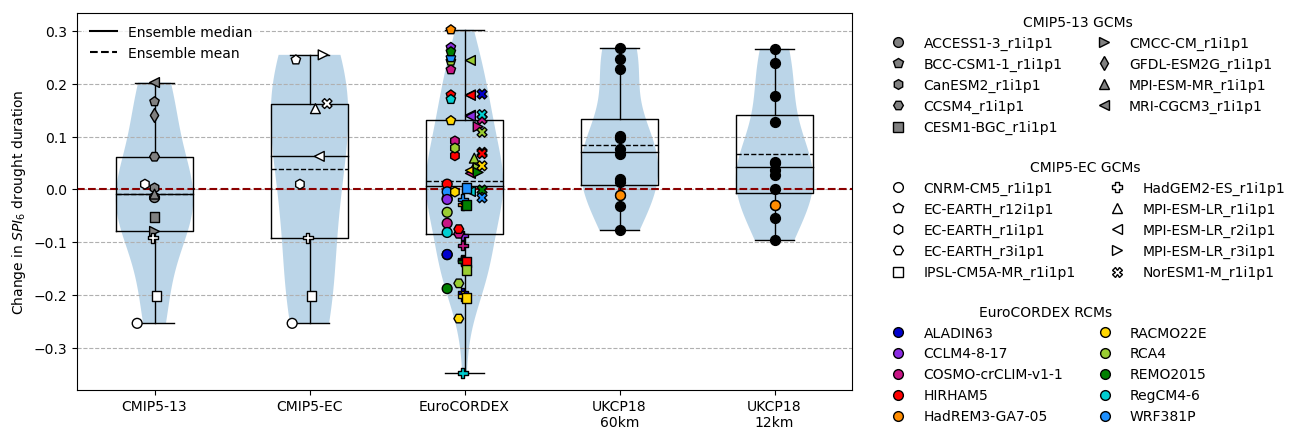 Change in SPI6 drought duration
0.3
0.2
0.1
0.0
−0.1
−0.2
−0.3
Ensemble median
Ensemble mean
CMIP5-13
CMIP5-EC
EuroCORDEX
UKCP18
60km
UKCP18
12km
CMIP5-13 GCMs
ACCESS1-3_r1i1p1
BCC-CSM1-1_r1i1p1
CanESM2_r1i1p1
CCSM4_r1i1p1
CESM1-BGC_r1i1p1
CMCC-CM_r1i1p1
GFDL-ESM2G_r1i1p1
MPI-ESM-MR_r1i1p1
MRI-CGCM3_r1i1p1
CMIP5-EC GCMs
CNRM-CM5_r1i1p1
EC-EARTH_r12i1p1
EC-EARTH_r1i1p1
EC-EARTH_r3i1p1
IPSL-CM5A-MR_r1i1p1
HadGEM2-ES_r1i1p1
MPI-ESM-LR_r1i1p1
MPI-ESM-LR_r2i1p1
MPI-ESM-LR_r3i1p1
NorESM1-M_r1i1p1
EuroCORDEX RCMs
ALADIN63
CCLM4-8-17
COSMO-crCLIM-v1-1
HIRHAM5
HadREM3-GA7-05
RACMO22E
RCA4
REMO2015
RegCM4-6
WRF381P